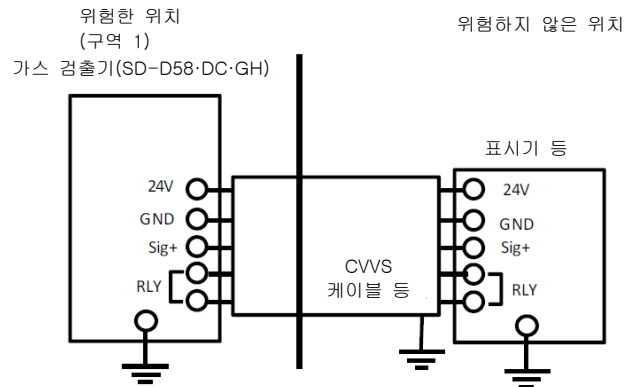 위험한 위치
(구역 1)
가스 검출기(SD-D58·DC·GH)
위험하지 않은 위치
표시기 등
24V
GND
Sig+
RLY
CVVS
케이블 등
24V
GND
Sig+
RLY